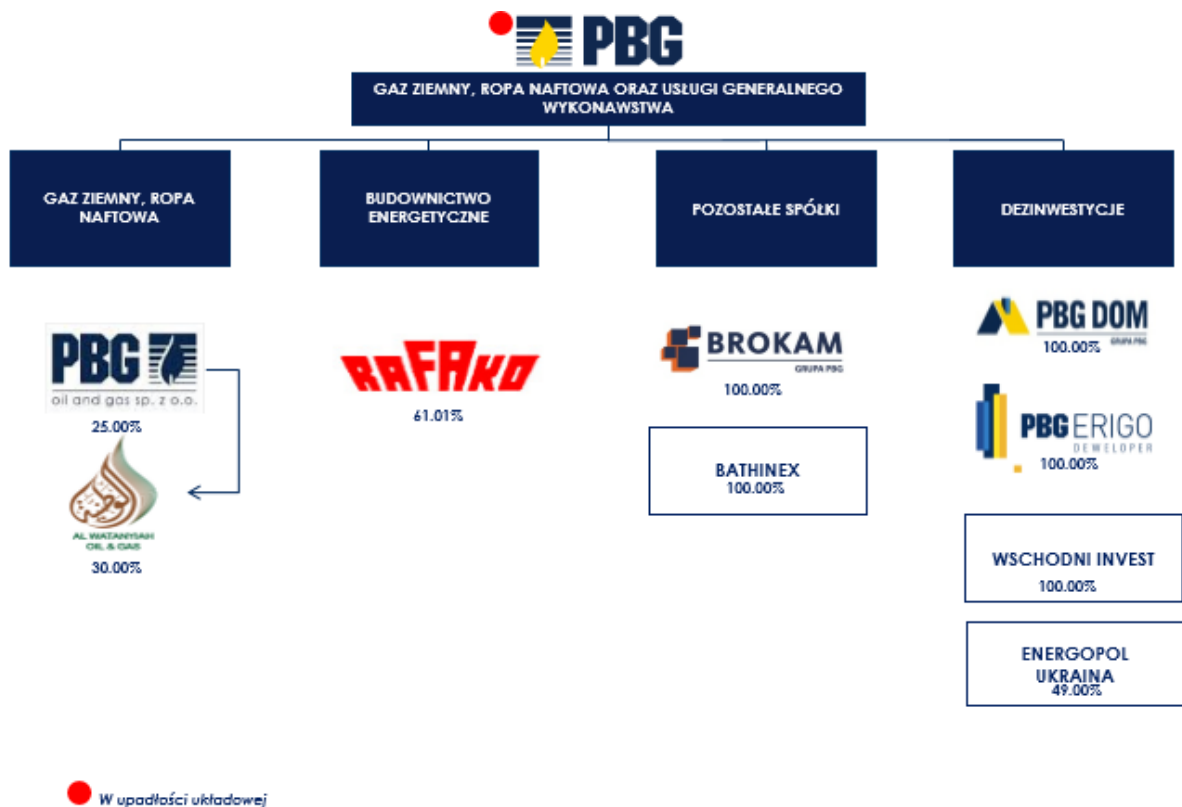 PBG
GAZ ZIEMNY, ROPA NAFTOWA ORAZ USŁUGI GENERALNEGO
WYKONAWSTWA
GAZ ZIEMNY, ROPA
NAFTOWA
BUDOWNICTWO
ENERGETYCZNE
POZOSTAŁE SPÓŁKI
DEZINWESTYCJE
PBG
oil and gas sp. z o.o.
25.00%
AL WATANYIAH
OIL & GAS
30.00%
RAFAKO
61.01%
BROKAM
GRUPA PBG
100.00%
BATHINEX
100.00%
PBG DOM
GRUPA PBG
100.00%
PBG ERIGO
DEWELOPER
100.00%
WSCHODNI INVEST
100.00%
ENERGOPOL
UKRAINA
49.00%
W upadłości układowej